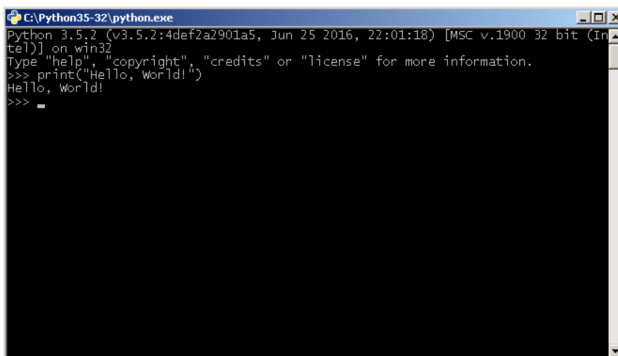 C:\Python35-32\python.exe
Python 3.5.2 (v3.5.2:4def2a2901a5, Jun 25 2016, 22:01:18) [MSC v.1900 32 bit (In
tel)] on win32
Type "help", "copyright", "credits" or "license" for more information.
>>> print("Hello, World!")
Hello, World!
>>>